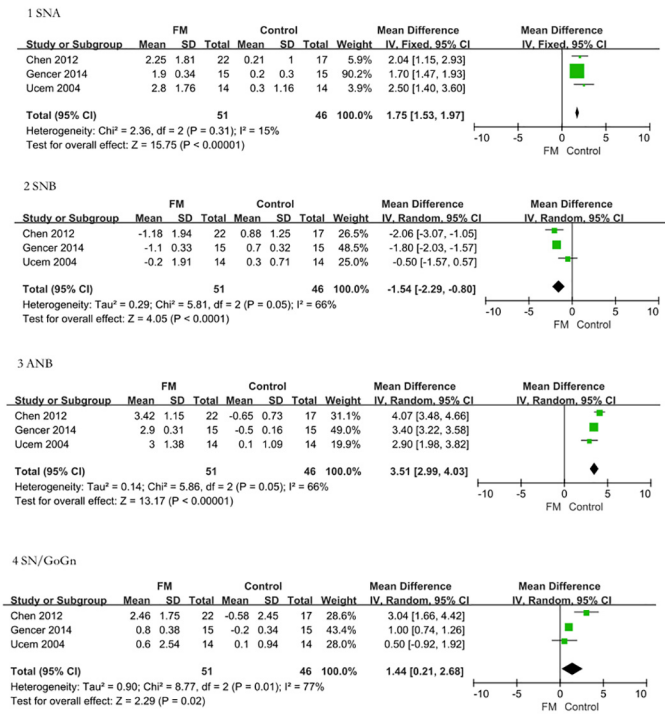 1 SNA
FM Control Mean Difference Mean Difference
Study or Subgroup Mean SD Total Mean SD Total Weight IV, Fixed, 95% CI IV, Fixed, 95% CI
Chen 2012 2.25 1.81 22 0.21 1 17 5.9% 2.04 [1.15, 2.93]
Gencer 2014 1.9 0.34 15 0.2 0.3 15 90.2% 1.70 [1.47, 1.93]
Ucem 2004 2.8 1.76 14 0.3 1.16 14 3.9% 2.50 [1.40, 3.60]
Total (95% CI) 51 46 100.0% 1.75 [1.53, 1.97]
Heterogeneity: Chi² = 2.36, df = 2 (P = 0.31); I² = 15%
Test for overall effect: Z = 15.75 (P < 0.00001)
-10 -5 0 5 10
FM Control
2 SNB
FM Control Mean Difference Mean Difference
Study or Subgroup Mean SD Total Mean SD Total Weight IV, Random, 95% CI IV, Random, 95% CI
Chen 2012 -1.18 1.94 22 0.88 1.25 17 26.5% -2.06 [-3.07, -1.05]
Gencer 2014 -1.1 0.33 15 0.7 0.32 15 48.5% -1.80 [-2.03, -1.57]
Ucem 2004 -0.2 1.91 14 0.3 0.71 14 25.0% -0.50 [-1.57, 0.57]
Total (95% CI) 51 46 100.0% -1.54 [-2.29, -0.80]
Heterogeneity: Tau² = 0.29; Chi² = 5.81, df = 2 (P = 0.05); I² = 66%
Test for overall effect: Z = 4.05 (P < 0.0001)
-10 -5 0 5 10
FM Control
3 ANB
FM Control Mean Difference Mean Difference
Study or Subgroup Mean SD Total Mean SD Total Weight IV, Random, 95% CI IV, Random, 95% CI
Chen 2012 3.42 1.15 22 -0.65 0.73 17 31.1% 4.07 [3.48, 4.66]
Gencer 2014 2.9 0.31 15 -0.5 0.16 15 49.0% 3.40 [3.22, 3.58]
Ucem 2004 3 1.38 14 0.1 1.09 14 19.9% 2.90 [1.98, 3.82]
Total (95% CI) 51 46 100.0% 3.51 [2.99, 4.03]
Heterogeneity: Tau² = 0.14; Chi² = 5.86, df = 2 (P = 0.05); I² = 66%
Test for overall effect: Z = 13.17 (P < 0.00001)
-10 -5 0 5 10
FM Control
4 SN/GoGn
FM Control Mean Difference Mean Difference
Study or Subgroup Mean SD Total Mean SD Total Weight IV, Random, 95% CI IV, Random, 95% CI
Chen 2012 2.46 1.75 22 -0.58 2.45 17 28.6% 3.04 [1.66, 4.42]
Gencer 2014 0.8 0.38 15 -0.2 0.34 15 43.4% 1.00 [0.74, 1.26]
Ucem 2004 0.6 2.54 14 0.1 0.94 14 28.0% 0.50 [-0.92, 1.92]
Total (95% CI) 51 46 100.0% 1.44 [0.21, 2.68]
Heterogeneity: Tau² = 0.90; Chi² = 8.77, df = 2 (P = 0.01); I² = 77%
Test for overall effect: Z = 2.29 (P = 0.02)
-10 -5 0 5 10
FM Control